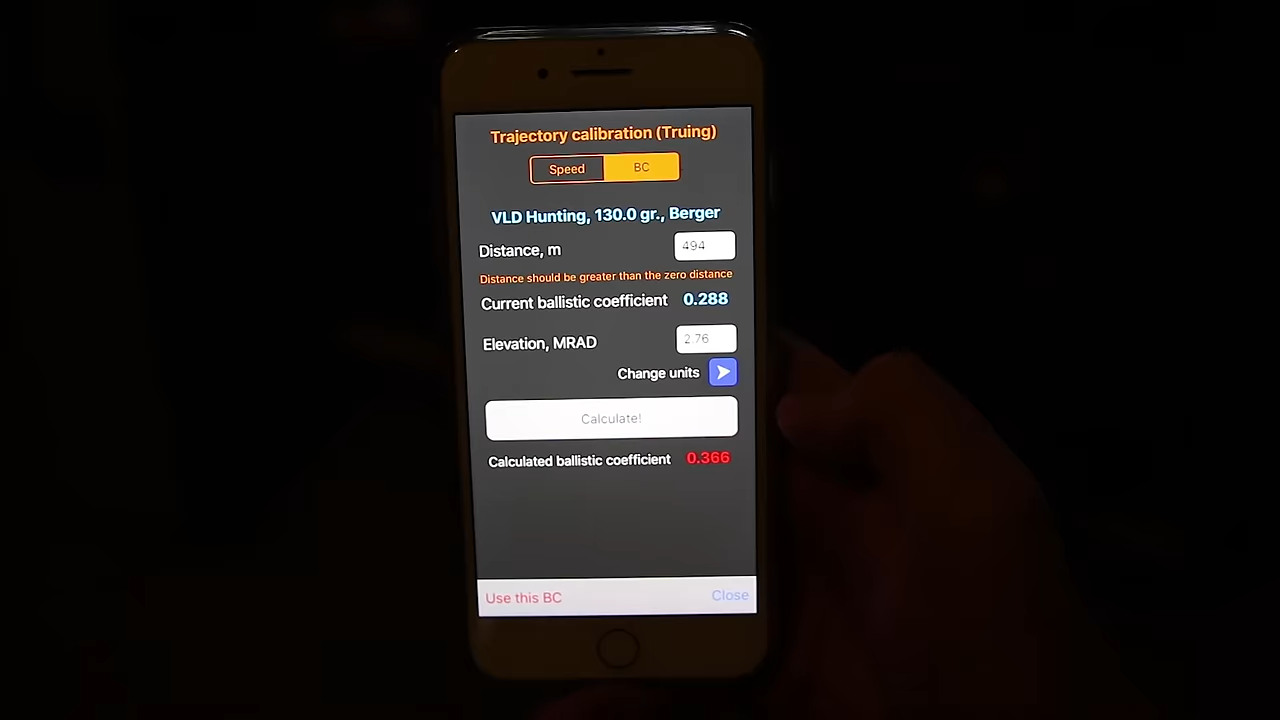 Trajectory calibration (Truing)
Speed BC
VLD Hunting, 130.0 gr., Berger
Distance, m 494
Distance should be greater than the zero distance
Current ballistic coefficient 0.288
Elevation, MRAD 2.76
Change units
Calculate!
Calculated ballistic coefficient 0.366
Use this BC Close